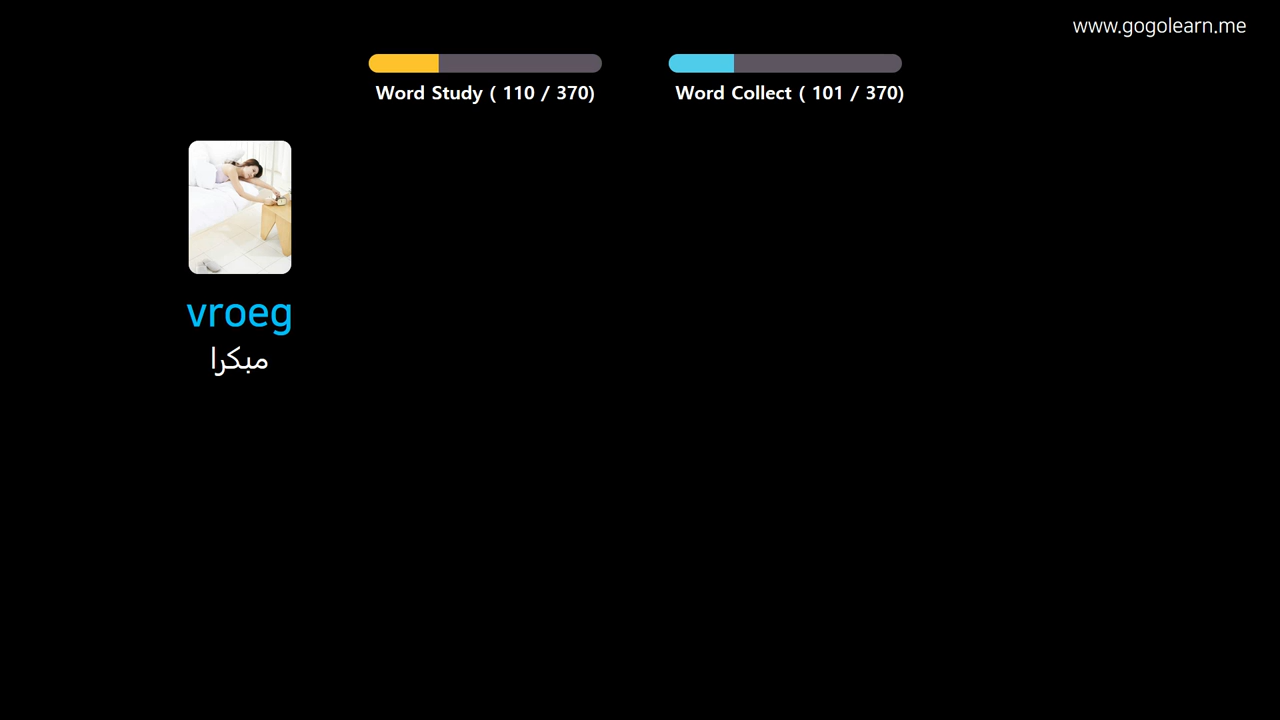 www.gogolearn.me
Word Study ( 110 / 370)
Word Collect ( 101 / 370)
vroeg
مبكرا